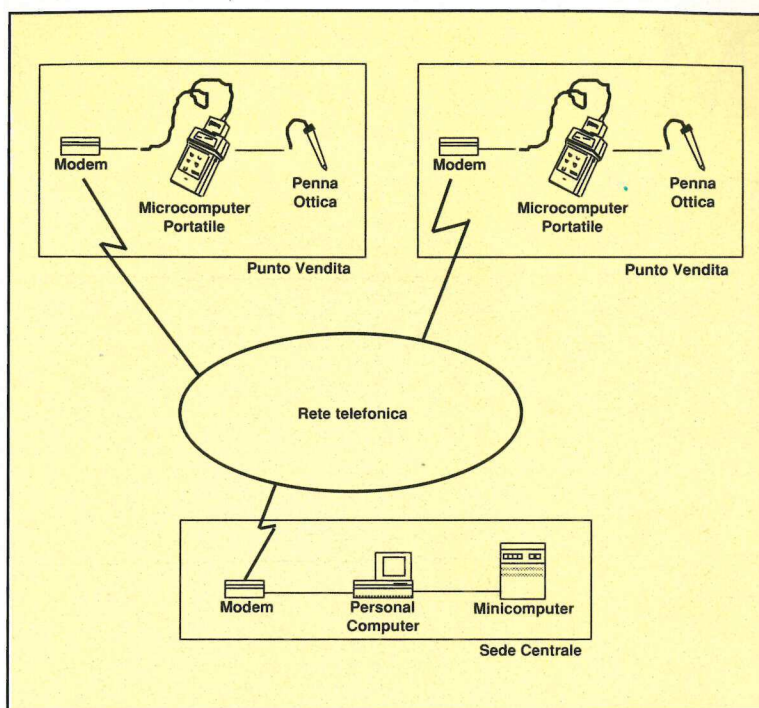 Modem
Microcomputer
Portatile
Penna
Ottica
Punto Vendita
Modem
Microcomputer
Portatile
Penna
Ottica
Punto Vendita
Rete telefonica
Modem
Personal
Computer
Minicomputer
Sede Centrale